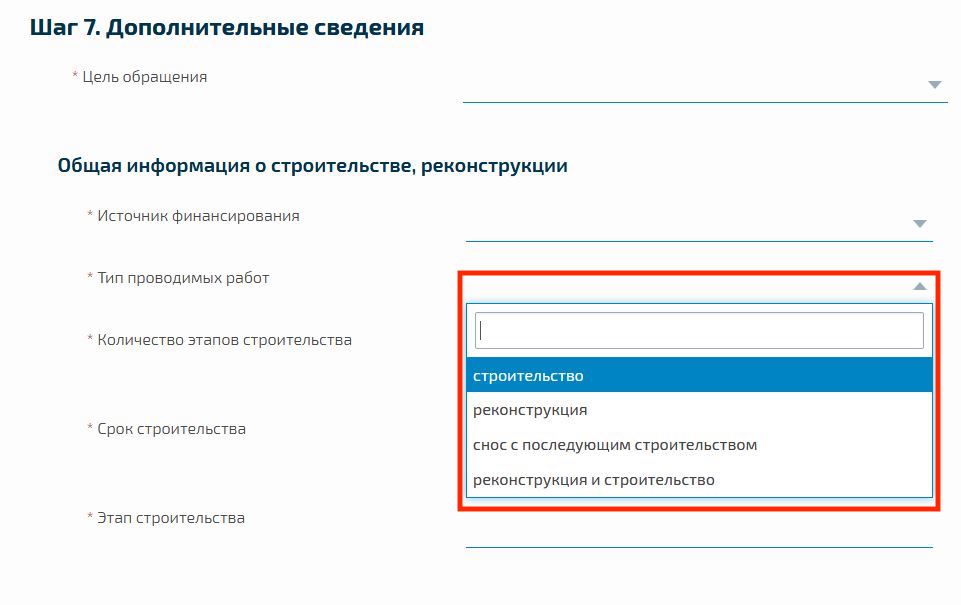 Шаг 7. Дополнительные сведения
* Цель обращения
Общая информация о строительстве, реконструкции
* Источник финансирования
* Тип проводимых работ
* Количество этапов строительства
строительство
реконструкция
* Срок строительства
снос с последующим строительством
реконструкция и строительство
* Этап строительства